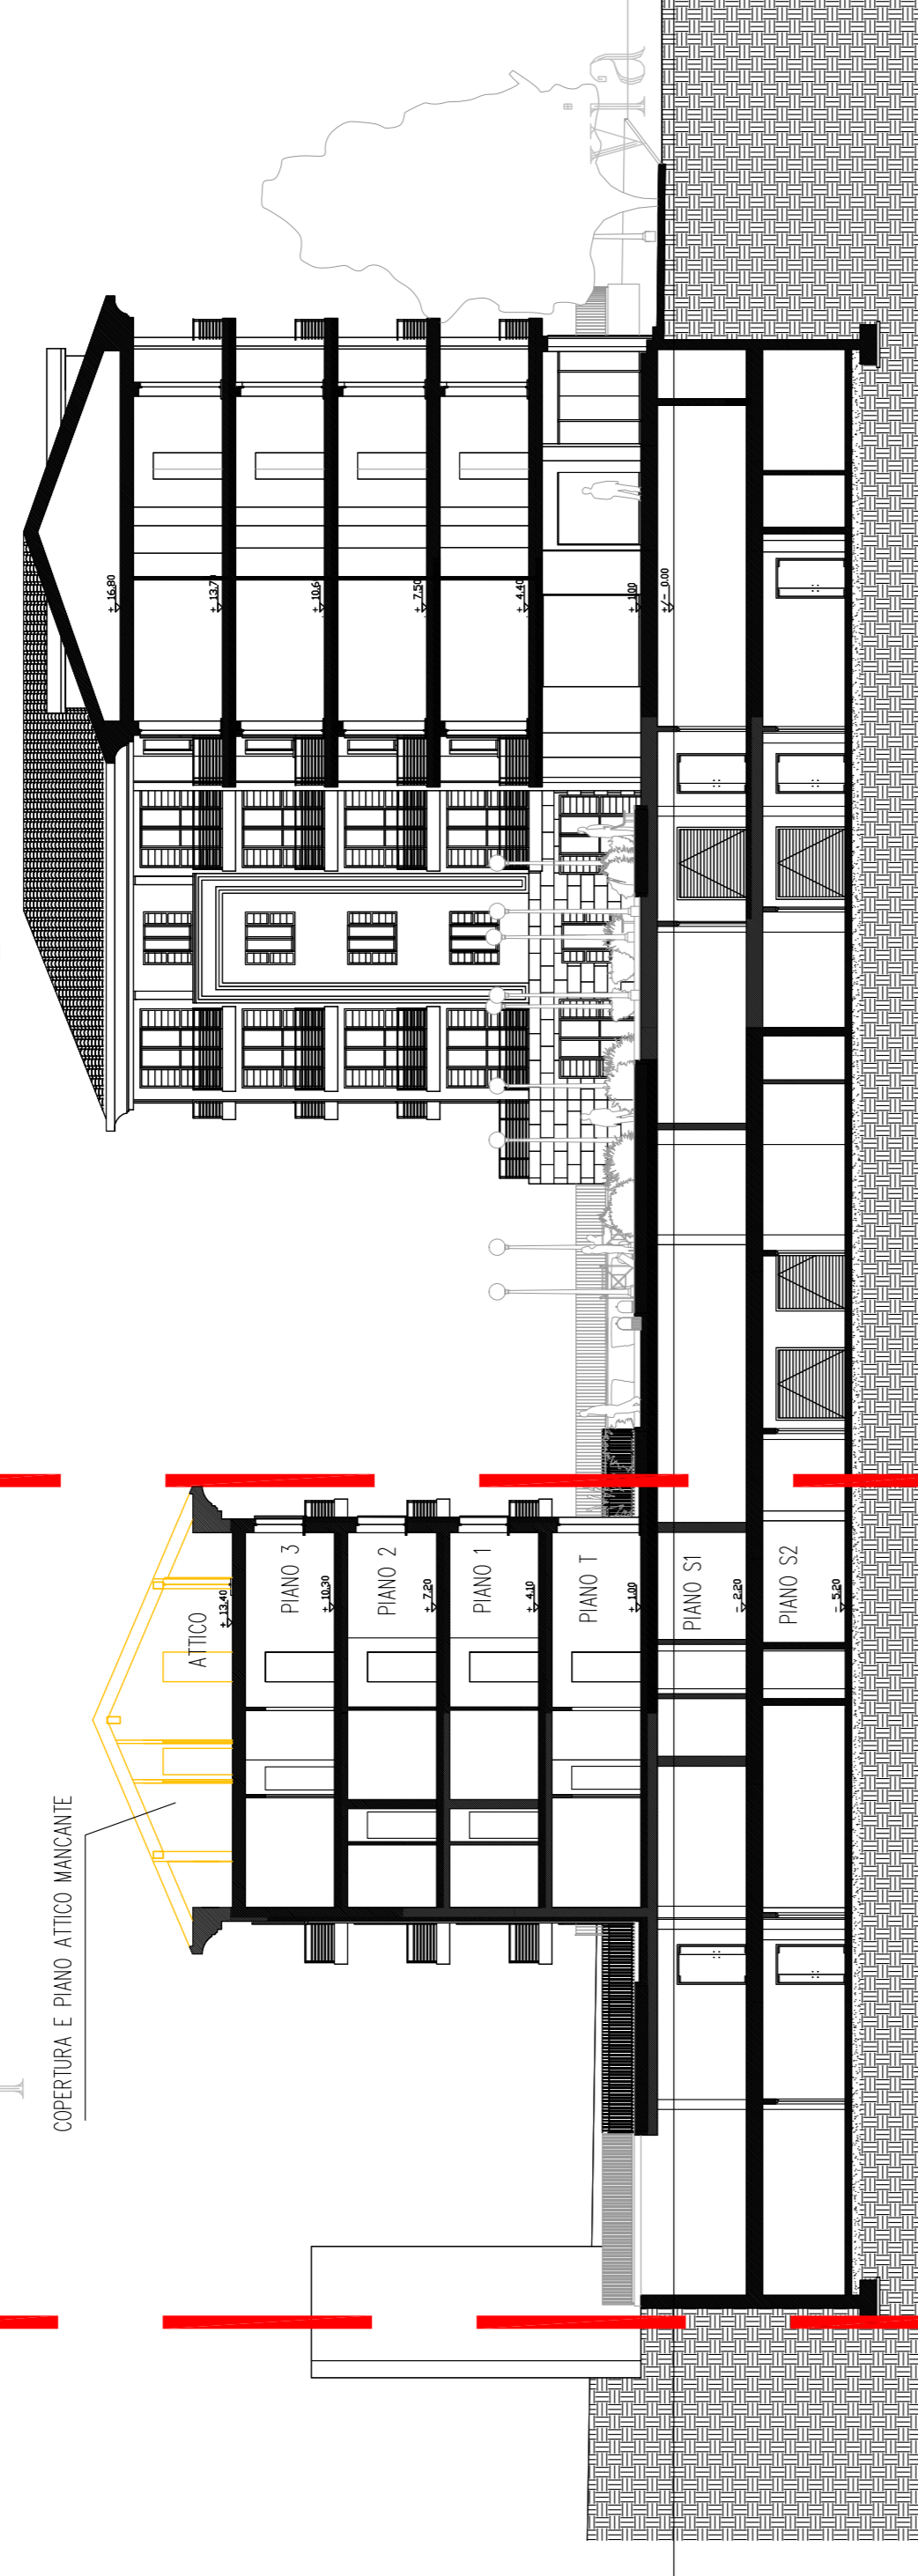 COPERTURA E PIANO ATTICO MANCANTE
ATTICO
+ 13.40
PIANO 3
+ 10.30
PIANO 2
+ 7.20
PIANO 1
+ 4.10
PIANO T
+ 1.00
PIANO S1
- 2.20
PIANO S2
- 5.20
+ 16.80
+ 13.70
+ 10.6
+ 7.50
+ 4.40
+ 1.00
+/- 0.00